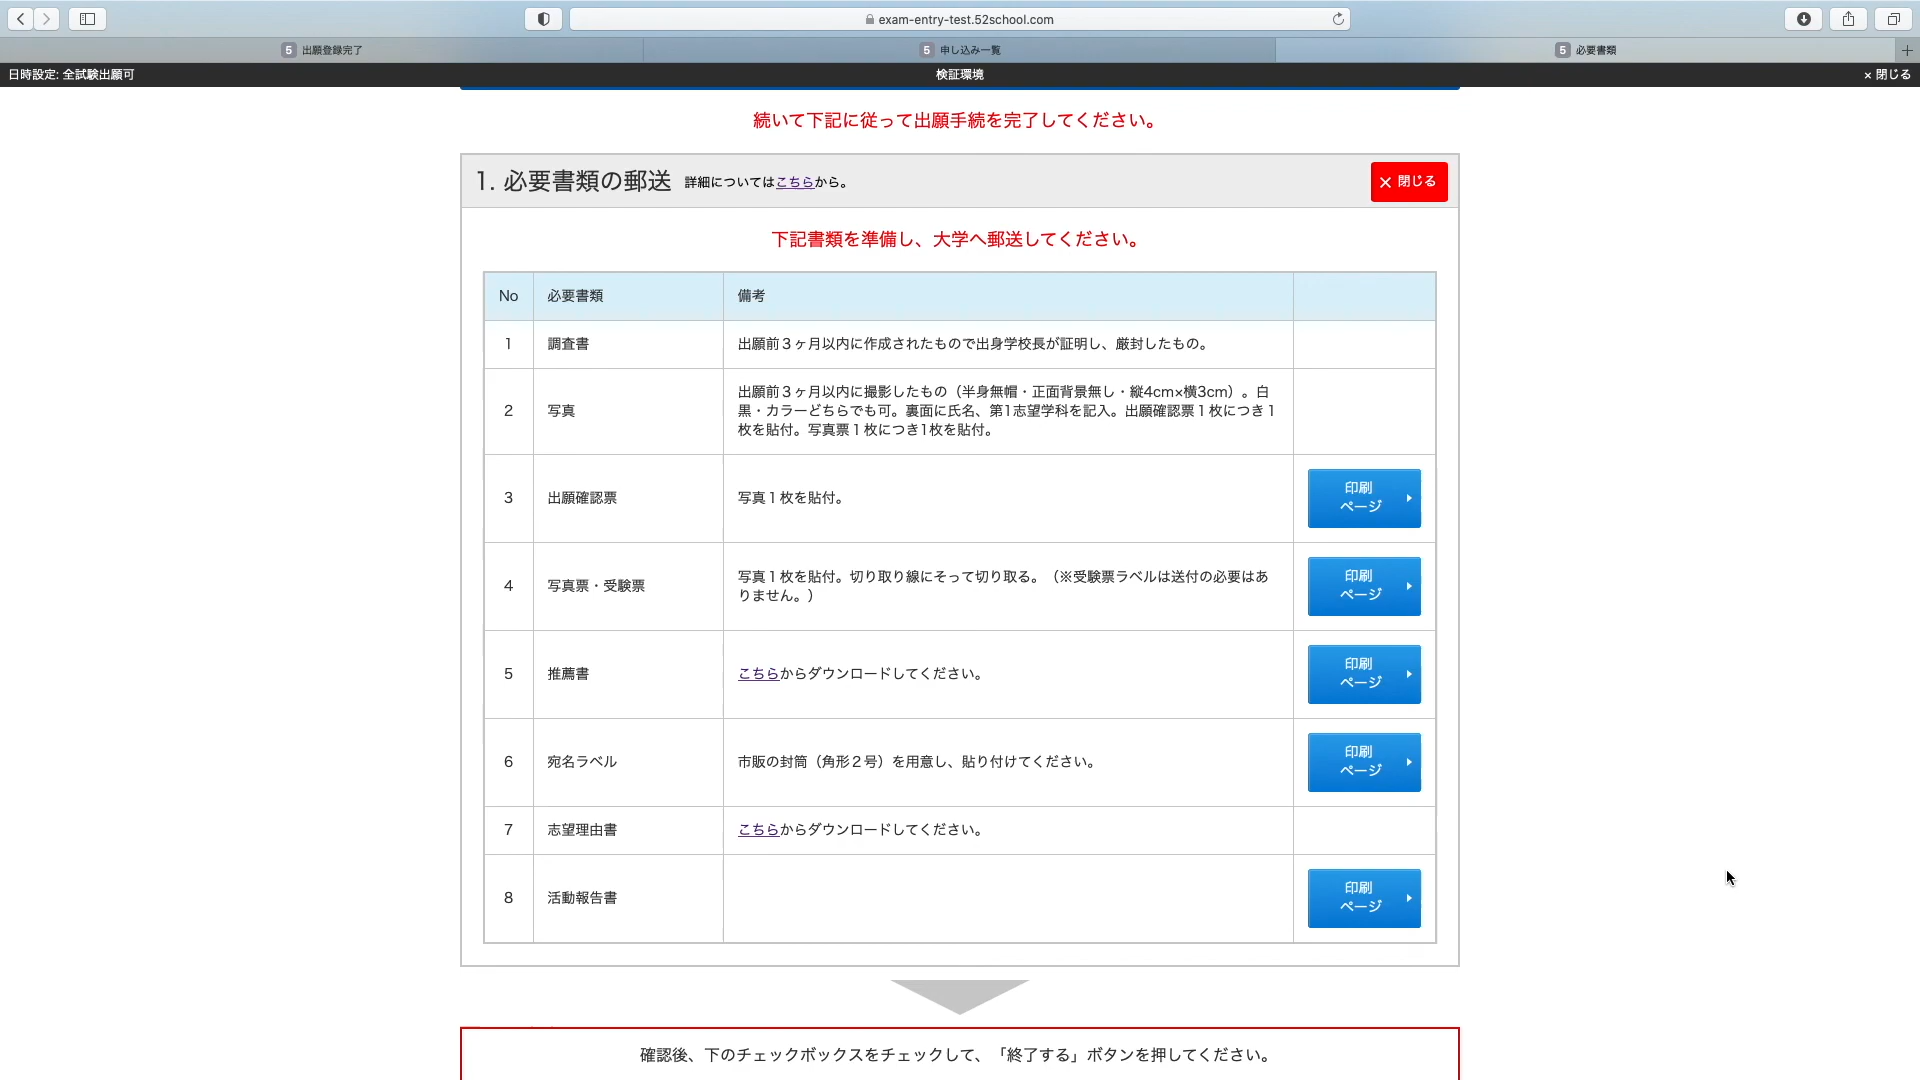 exam-entry-test.52school.com
5 出願登録完了
5 申し込み一覧
5 必要書類
日時設定: 全試験出願可
検証環境
× 閉じる
続いて下記に従って出願手続を完了してください。
1. 必要書類の郵送 詳細についてはこちらから。
× 閉じる
下記書類を準備し、大学へ郵送してください。
No 必要書類 備考
1 調査書 出願前３ヶ月以内に作成されたもので出身学校長が証明し、厳封したもの。
2 写真
出願前３ヶ月以内に撮影したもの（半身無帽・正面背景無し・縦4cm×横3cm）。白
黒・カラーどちらでも可。裏面に氏名、第1志望学科を記入。出願確認票１枚につき１
枚を貼付。写真票１枚につき1枚を貼付。
3 出願確認票 写真１枚を貼付。
印刷
ページ
4 写真票・受験票
写真１枚を貼付。切り取り線にそって切り取る。（※受験票ラベルは送付の必要はあ
りません。）
印刷
ページ
5 推薦書 こちらからダウンロードしてください。
印刷
ページ
6 宛名ラベル 市販の封筒（角形２号）を用意し、貼り付けてください。
印刷
ページ
7 志望理由書 こちらからダウンロードしてください。
8 活動報告書
印刷
ページ
確認後、下のチェックボックスをチェックして、「終了する」ボタンを押してください。